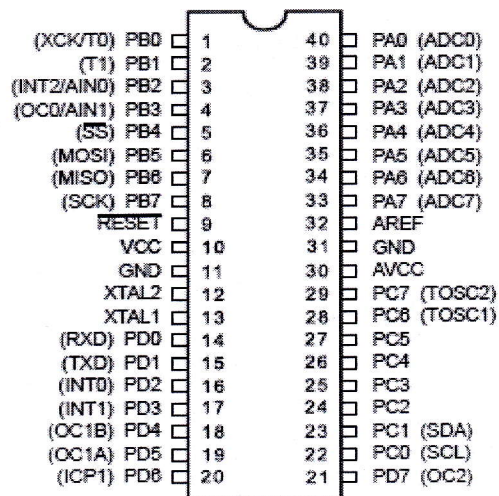 (XCK/T0) PB0 1 40 PA0 (ADC0)
(T1) PB1 2 39 PA1 (ADC1)
(INT2/AIN0) PB2 3 38 PA2 (ADC2)
(OC0/AIN1) PB3 4 37 PA3 (ADC3)
(SS) PB4 5 36 PA4 (ADC4)
(MOSI) PB5 6 35 PA5 (ADC5)
(MISO) PB6 7 34 PA6 (ADC6)
(SCK) PB7 8 33 PA7 (ADC7)
RESET 9 32 AREF
VCC 10 31 GND
GND 11 30 AVCC
XTAL2 12 29 PC7 (TOSC2)
XTAL1 13 28 PC6 (TOSC1)
(RXD) PD0 14 27 PC5
(TXD) PD1 15 26 PC4
(INT0) PD2 16 25 PC3
(INT1) PD3 17 24 PC2
(OC1B) PD4 18 23 PC1 (SDA)
(OC1A) PD5 19 22 PC0 (SCL)
(ICP1) PD6 20 21 PD7 (OC2)